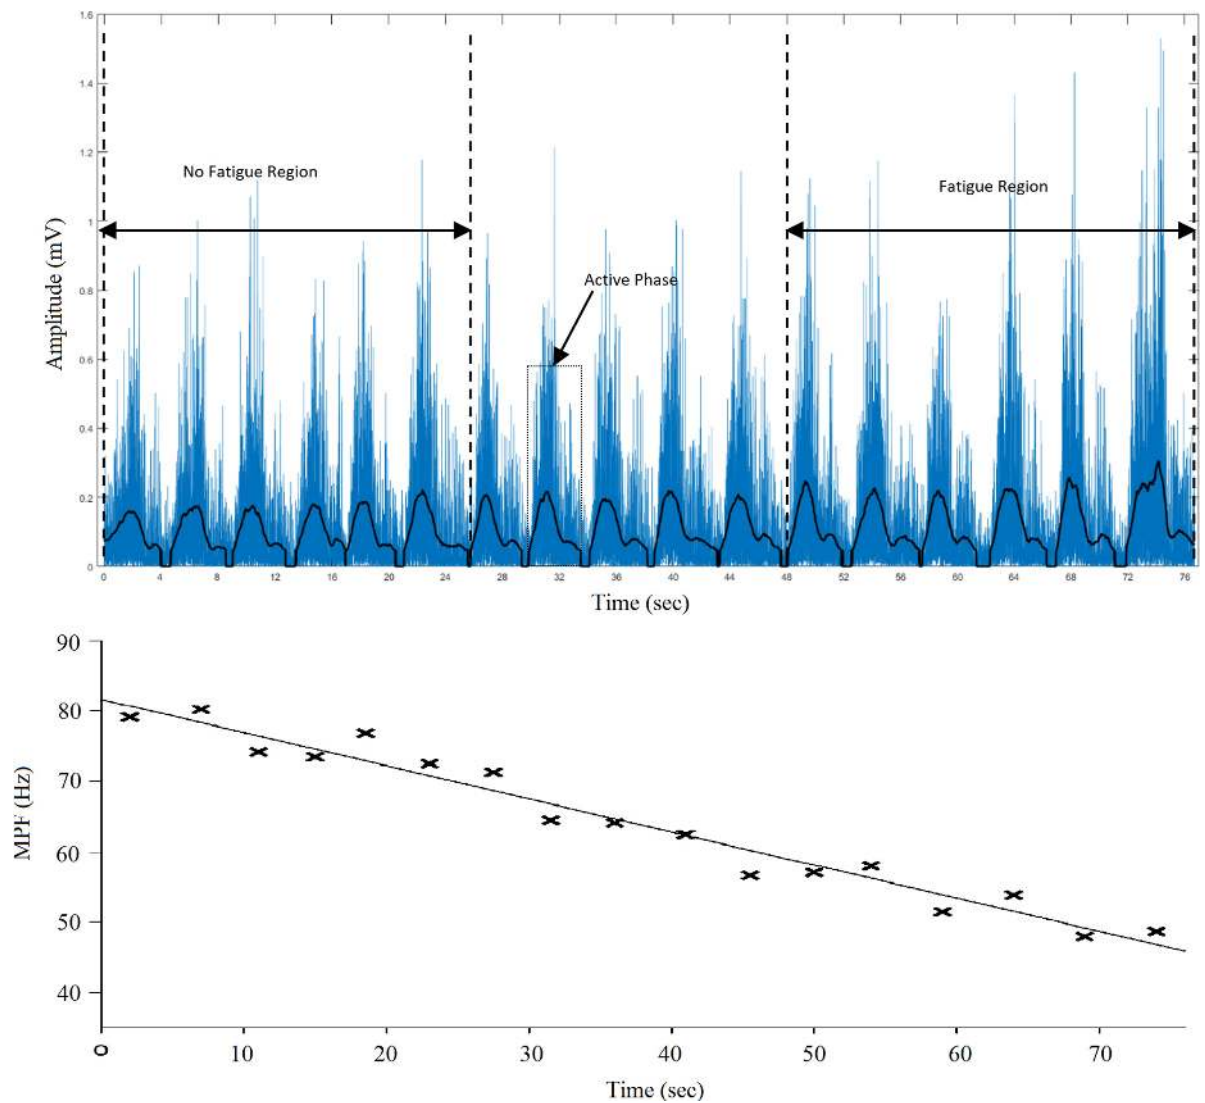 1.6
1.4
1.2
1
0.8
0.6
0.4
0.2
0
Amplitude (mV)
No Fatigue Region
Fatigue Region
Active Phase
0 4 8 12 16 20 24 28 32 36 40 44 48 52 56 60 64 68 72 76
Time (sec)
90
80
70
60
50
40
MPF (Hz)
0 10 20 30 40 50 60 70
Time (sec)